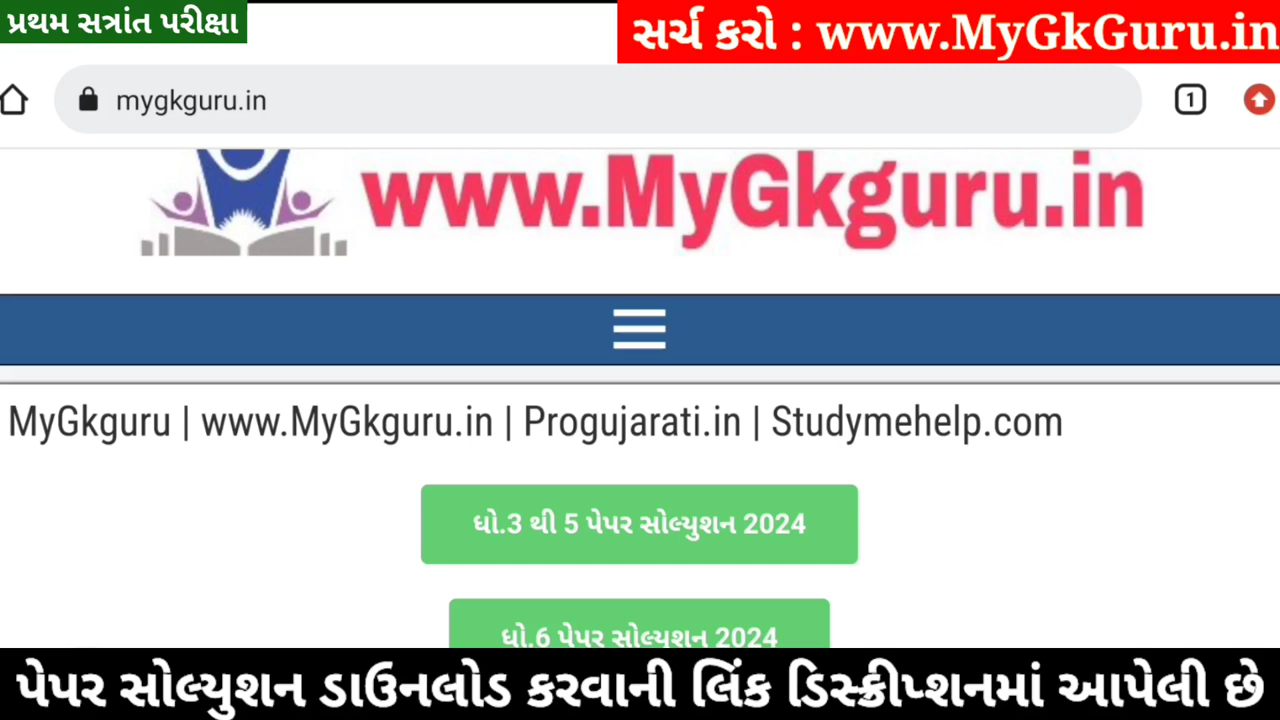 પ્રથમ સત્રાંત પરીક્ષા
સર્ચ કરો : www.MyGkGuru.in
mygkguru.in
1
www.MyGkguru.in
MyGkguru | www.MyGkguru.in | Progujarati.in | Studymehelp.com
ધો.3 થી 5 પેપર સોલ્યુશન 2024
ધો.6 પેપર સોલ્યુશન 2024
પેપર સોલ્યુશન ડાઉનલોડ કરવાની લિંક ડિસ્ક્રીપ્શનમાં આપેલી છે